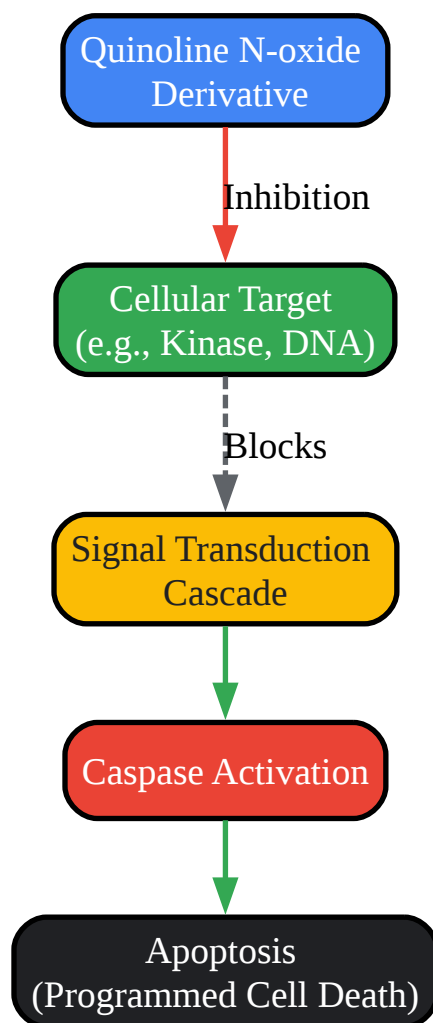 Quinoline N-oxide
Derivative
Inhibition
Cellular Target
(e.g., Kinase, DNA)
Blocks
Signal Transduction
Cascade
Caspase Activation
Apoptosis
(Programmed Cell Death)